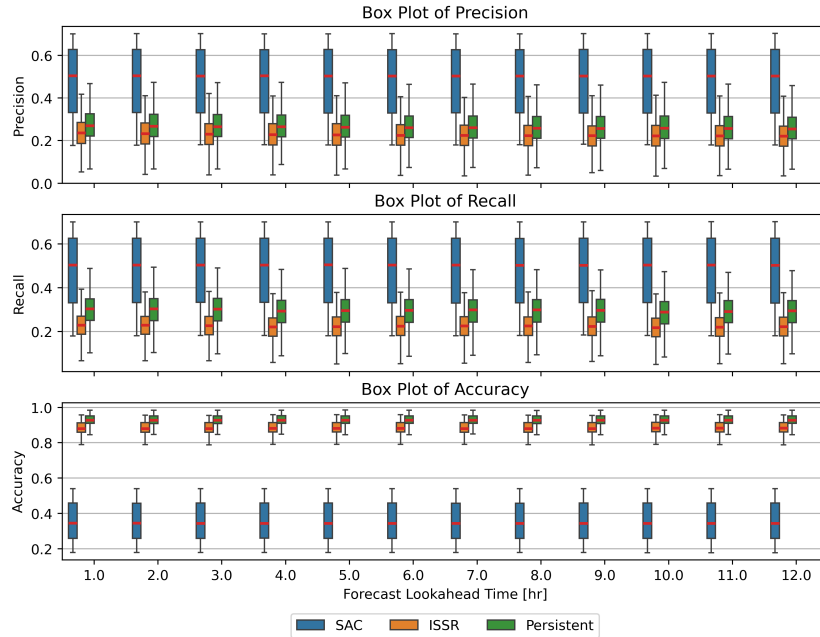 Box Plot of Precision
0.6
0.4
0.2
0.0
Precision
Box Plot of Recall
0.6
0.4
0.2
Recall
Box Plot of Accuracy
1.0
0.8
0.6
0.4
0.2
Accuracy
1.0 2.0 3.0 4.0 5.0 6.0 7.0 8.0 9.0 10.0 11.0 12.0
Forecast Lookahead Time [hr]
SAC ISSR Persistent